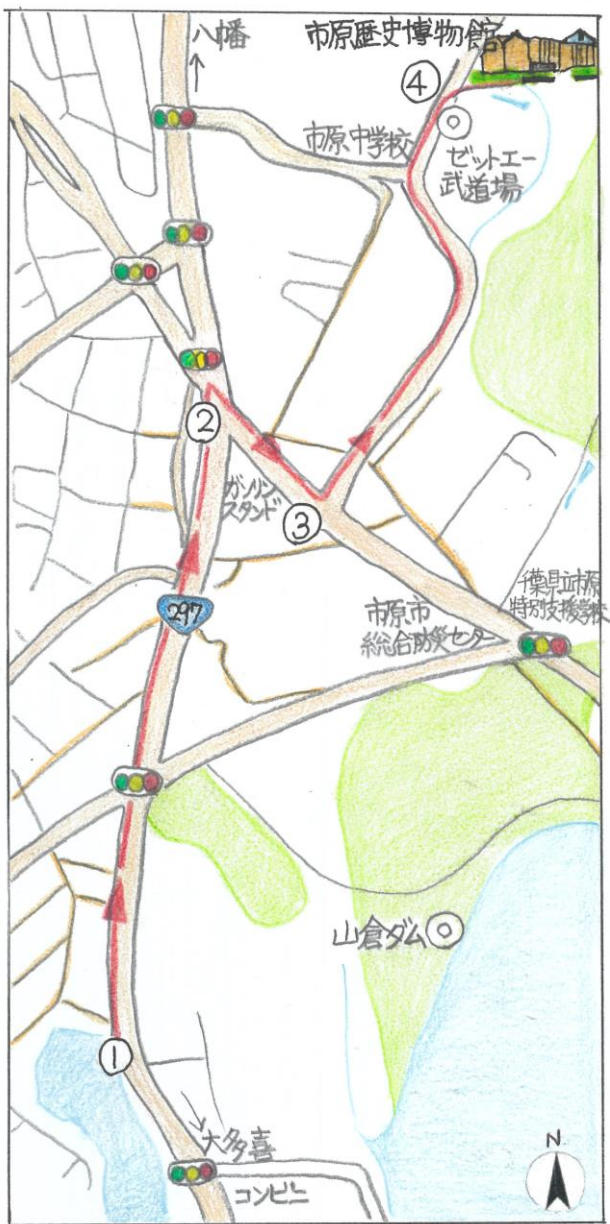 八幡
市原歴史博物館
④
市原中学校
ゼットエー
武道場
②
ガソリン
スタンド
③
297
市原市
総合防災センター
千葉県立市原
特別支援学校
山倉ダム
①
大多喜
コンビニ
N